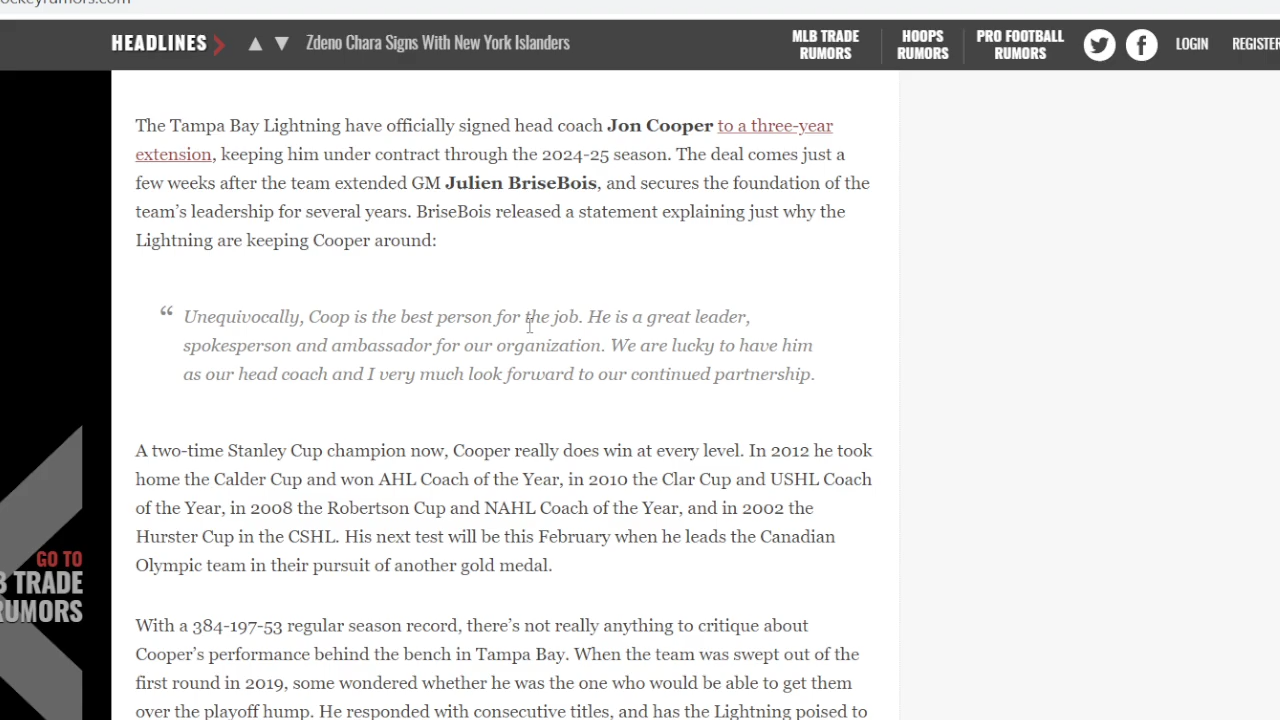 HEADLINES Zdeno Chara Signs With New York Islanders
MLB TRADE
RUMORS
HOOPS
RUMORS
PRO FOOTBALL
RUMORS
LOGIN
REGISTER
The Tampa Bay Lightning have officially signed head coach Jon Cooper to a three-year
extension, keeping him under contract through the 2024-25 season. The deal comes just a
few weeks after the team extended GM Julien BriseBois, and secures the foundation of the
team’s leadership for several years. BriseBois released a statement explaining just why the
Lightning are keeping Cooper around:
“ Unequivocally, Coop is the best person for the job. He is a great leader,
spokesperson and ambassador for our organization. We are lucky to have him
as our head coach and I very much look forward to our continued partnership.
A two-time Stanley Cup champion now, Cooper really does win at every level. In 2012 he took
home the Calder Cup and won AHL Coach of the Year, in 2010 the Clar Cup and USHL Coach
of the Year, in 2008 the Robertson Cup and NAHL Coach of the Year, and in 2002 the
Hurster Cup in the CSHL. His next test will be this February when he leads the Canadian
Olympic team in their pursuit of another gold medal.
With a 384-197-53 regular season record, there’s not really anything to critique about
Cooper’s performance behind the bench in Tampa Bay. When the team was swept out of the
first round in 2019, some wondered whether he was the one who would be able to get them
over the playoff hump. He responded with consecutive titles, and has the Lightning poised to
GO TO
B TRADE
RUMORS